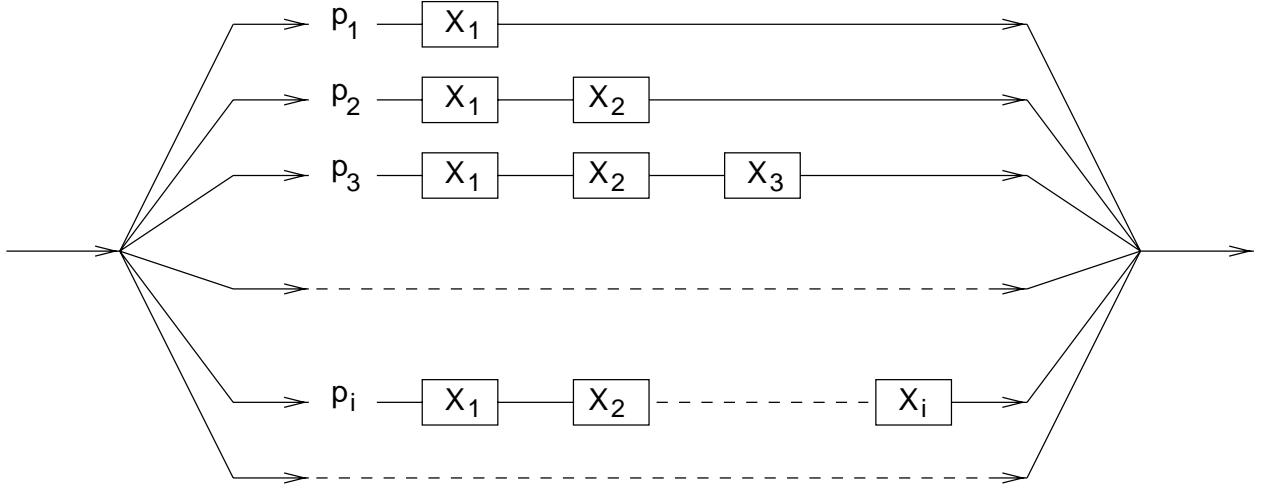 p₁ X₁
p₂ X₁ X₂
p₃ X₁ X₂ X₃
pᵢ X₁ X₂ Xᵢ